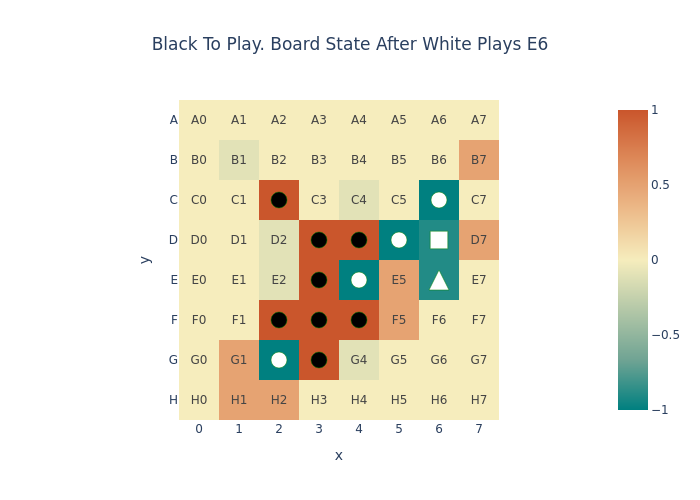 Black To Play. Board State After White Plays E6
A A0 A1 A2 A3 A4 A5 A6 A7
B B0 B1 B2 B3 B4 B5 B6 B7
C C0 C1 C3 C4 C5 C7
D D0 D1 D2 D7
E E0 E1 E2 E5 E7
F F0 F1 F5 F6 F7
G G0 G1 G4 G5 G6 G7
H H0 H1 H2 H3 H4 H5 H6 H7
0 1 2 3 4 5 6 7
x
y
1
0.5
0
−0.5
−1